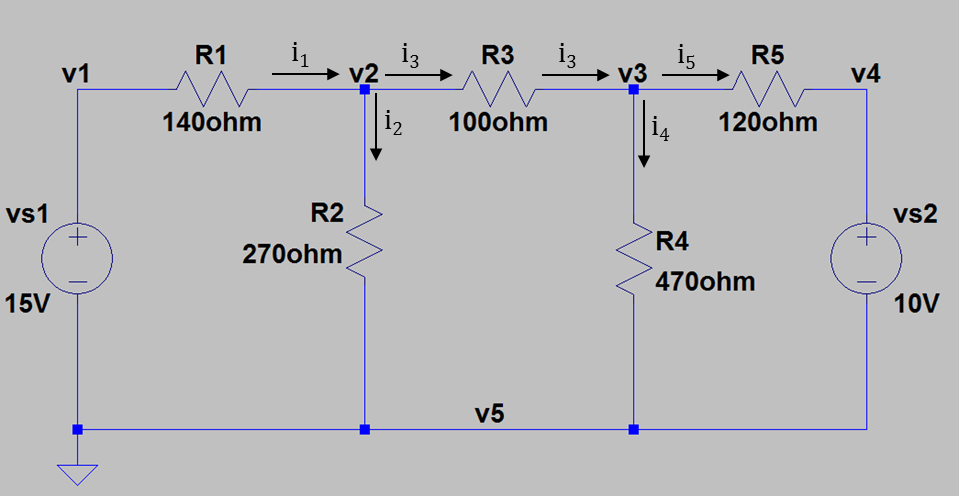 R1 i₁ i₃ R3 i₃ i₅ R5
v1 v2 v3 v4
140ohm i₂ 100ohm i₄ 120ohm
vs1 R2 vs2
270ohm R4
470ohm
15V 10V
v5
+ −
+ −